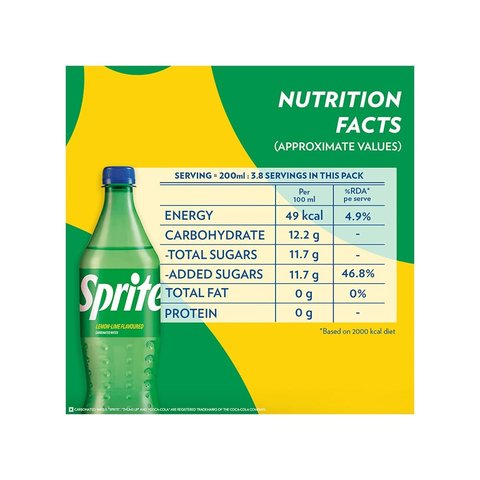 NUTRITION
FACTS
(APPROXIMATE VALUES)
SERVING = 200ml : 3.8 SERVINGS IN THIS PACK
Per
100 ml
%RDA*
pe serve
ENERGY 49 kcal 4.9%
CARBOHYDRATE 12.2 g -
-TOTAL SUGARS 11.7 g -
-ADDED SUGARS 11.7 g 46.8%
TOTAL FAT 0 g 0%
PROTEIN 0 g -
*Based on 2000 kcal diet
Sprite
LEMON-LIME FLAVOURED
CARBONATED WATER